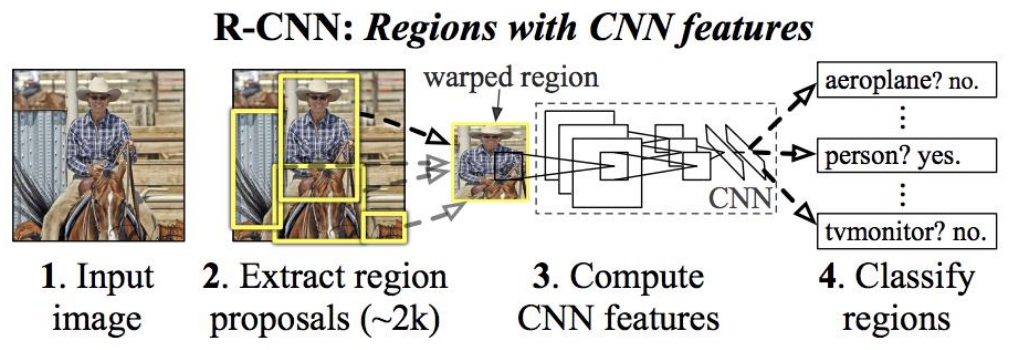 R-CNN: Regions with CNN features
warped region
aeroplane? no.
person? yes.
tvmonitor? no.
CNN
1. Input
image
2. Extract region
proposals (~2k)
3. Compute
CNN features
4. Classify
regions